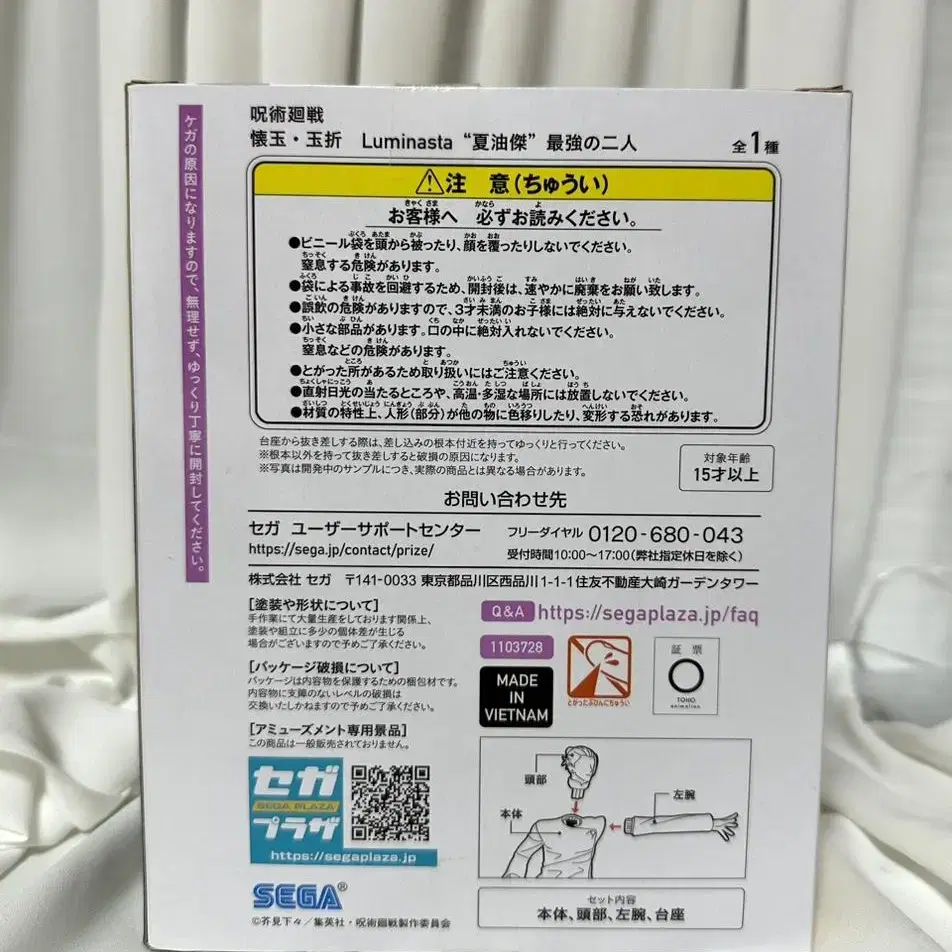 呪術廻戦
懐玉・玉折 Luminasta “夏油傑” 最強の二人
全1種
ケガの原因になりますので、無理せず、ゆっくり丁寧に開封してください。
⚠注 意(ちゅうい)
お客様へ 必ずお読みください。
●ビニール袋を頭から被ったり、顔を覆ったりしないでください。
窒息する危険があります。
●袋による事故を回避するため、開封後は、速やかに廃棄をお願い致します。
●誤飲の危険がありますので、3才未満のお子様には絶対に与えないでください。
●小さな部品があります。口の中に絶対入れないでください。
窒息などの危険があります。
●とがった所があるため取り扱いにはご注意ください。
●直射日光の当たるところや、高温・多湿な場所には放置しないでください。
●材質の特性上、人形(部分)が他の物に色移りしたり、変形する恐れがあります。
台座から抜き差しする際は、差し込みの根本付近を持ってゆっくりと行ってください。
※根本以外を持って抜き差しすると破損の原因になります。
※写真は開発中のサンプルにつき、実際の商品とは異なる場合があります。
対象年齢
15才以上
お問い合わせ先
セガ ユーザーサポートセンター
https://sega.jp/contact/prize/
フリーダイヤル 0120-680-043
受付時間10:00〜17:00(弊社指定休日を除く)
株式会社 セガ 〒141-0033 東京都品川区西品川1-1-1住友不動産大崎ガーデンタワー
[塗装や形状について]
手作業にて大量生産をしております関係上、
塗装や組立に多少の個体差が生じる
場合がございますので予めご了承ください。
[パッケージ破損について]
パッケージは内容物を保護するための梱包材です。
内容物に支障のないレベルの破損は
交換いたしかねますので予めご了承ください。
[アミューズメント専用景品]
この商品は一般販売されておりません。
Q&A https://segaplaza.jp/faq
1103728
MADE
IN
VIETNAM
とがったぶひんにちゅうい
証 票
TOHO
animation
セガ
SEGA PLAZA
プラザ
https://segaplaza.jp
頭部
本体
左腕
SEGA®
©芥見下々/集英社・呪術廻戦製作委員会
セット内容
本体、頭部、左腕、台座